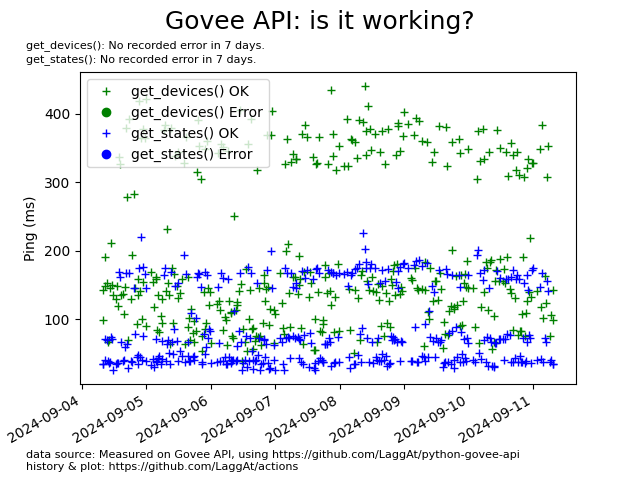 Govee API: is it working?
get_devices(): No recorded error in 7 days.
get_states(): No recorded error in 7 days.
get_devices() OK
get_devices() Error
get_states() OK
get_states() Error
Ping (ms)
400
300
200
100
2024-09-04
2024-09-05
2024-09-06
2024-09-07
2024-09-08
2024-09-09
2024-09-10
2024-09-11
data source: Measured on Govee API, using https://github.com/LaggAt/python-govee-api
history & plot: https://github.com/LaggAt/actions